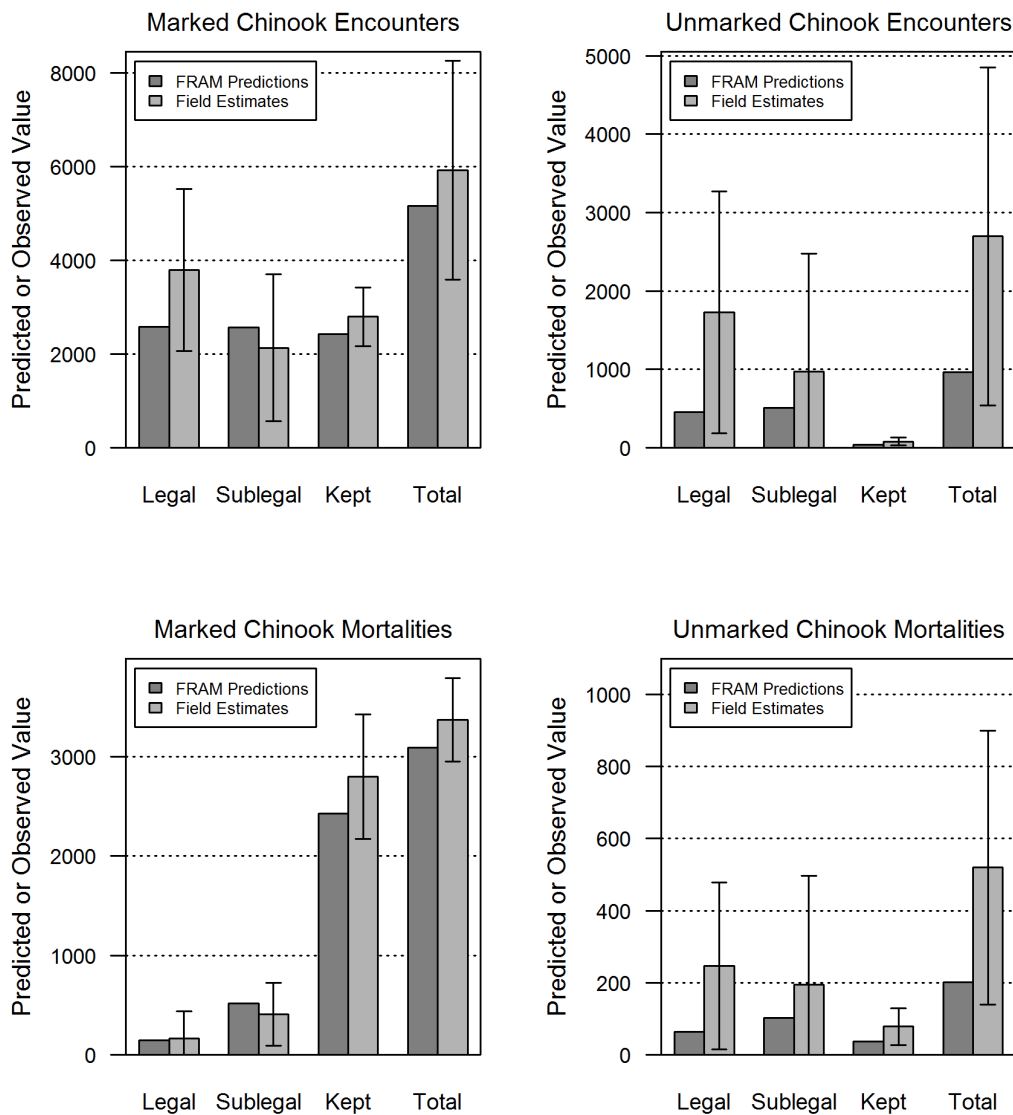 Marked Chinook Encounters
Predicted or Observed Value
8000
6000
4000
2000
0
FRAM Predictions
Field Estimates
Legal Sublegal Kept Total
Unmarked Chinook Encounters
Predicted or Observed Value
5000
4000
3000
2000
1000
0
FRAM Predictions
Field Estimates
Legal Sublegal Kept Total
Marked Chinook Mortalities
Predicted or Observed Value
3000
2000
1000
0
FRAM Predictions
Field Estimates
Legal Sublegal Kept Total
Unmarked Chinook Mortalities
Predicted or Observed Value
1000
800
600
400
200
0
FRAM Predictions
Field Estimates
Legal Sublegal Kept Total